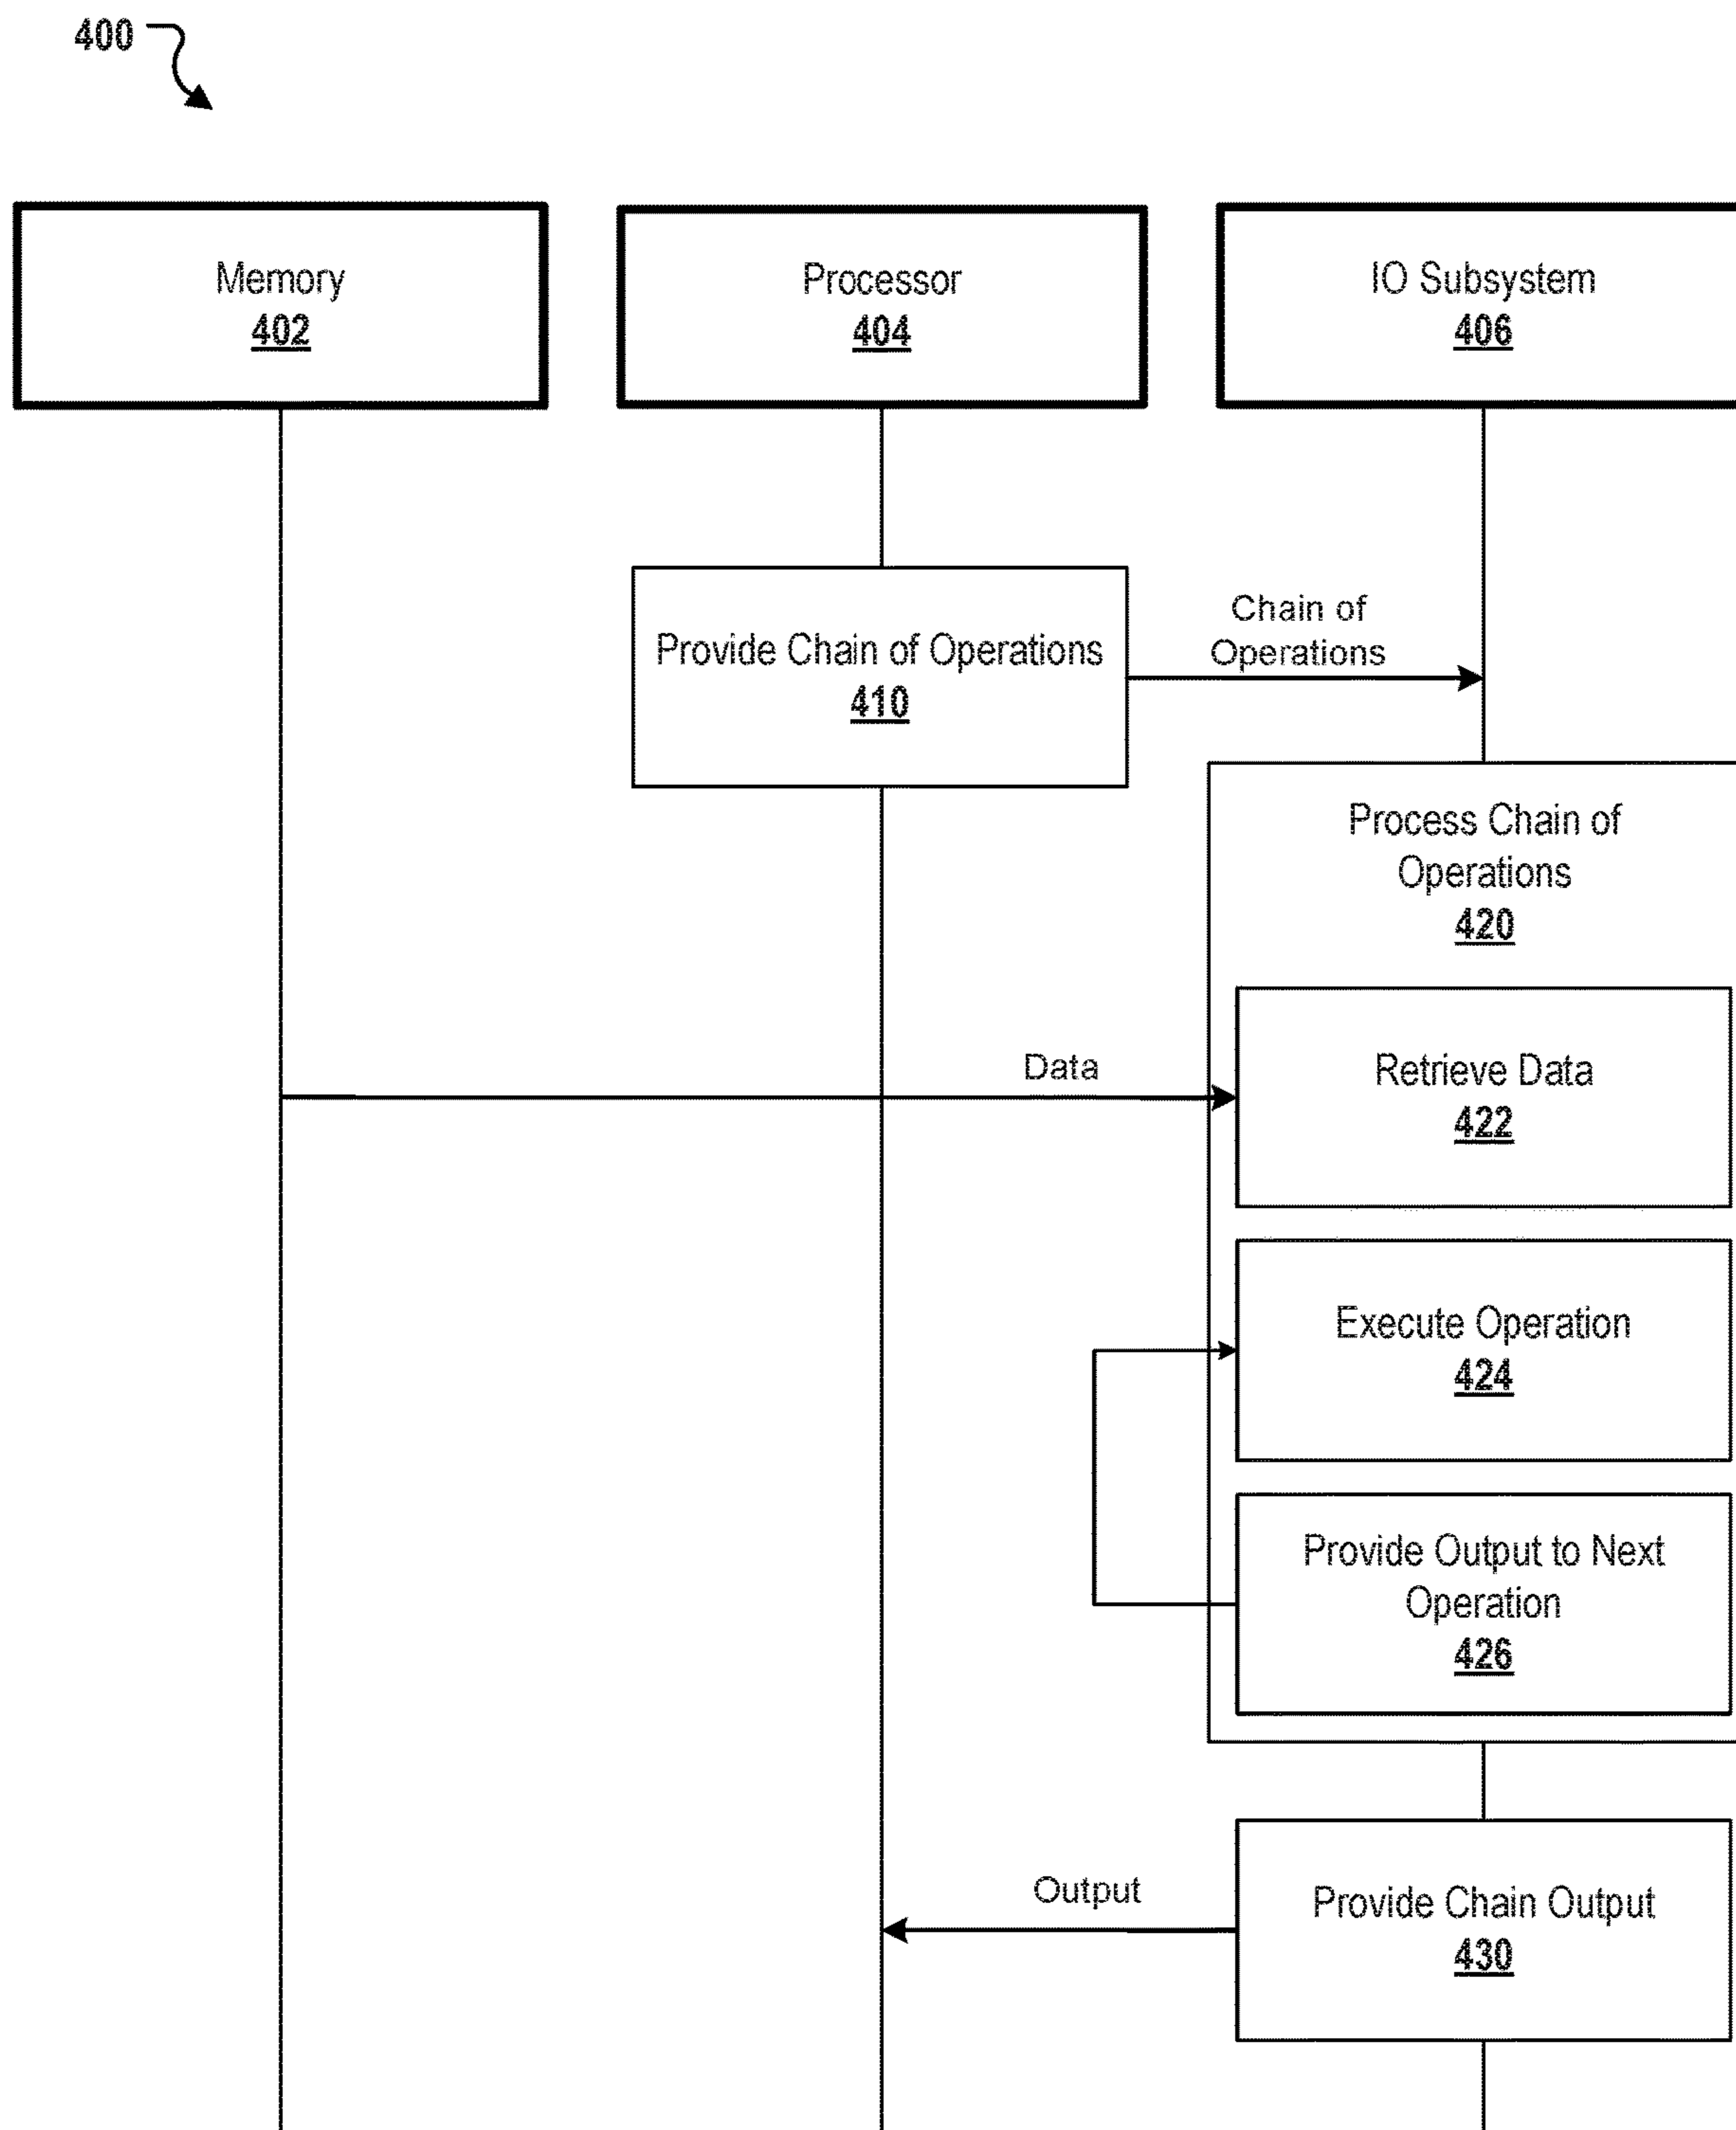 400
Memory
402
Processor
404
IO Subsystem
406
Provide Chain of Operations
410
Chain of
Operations
Process Chain of
Operations
420
Data
Retrieve Data
422
Execute Operation
424
Provide Output to Next
Operation
426
Output
Provide Chain Output
430